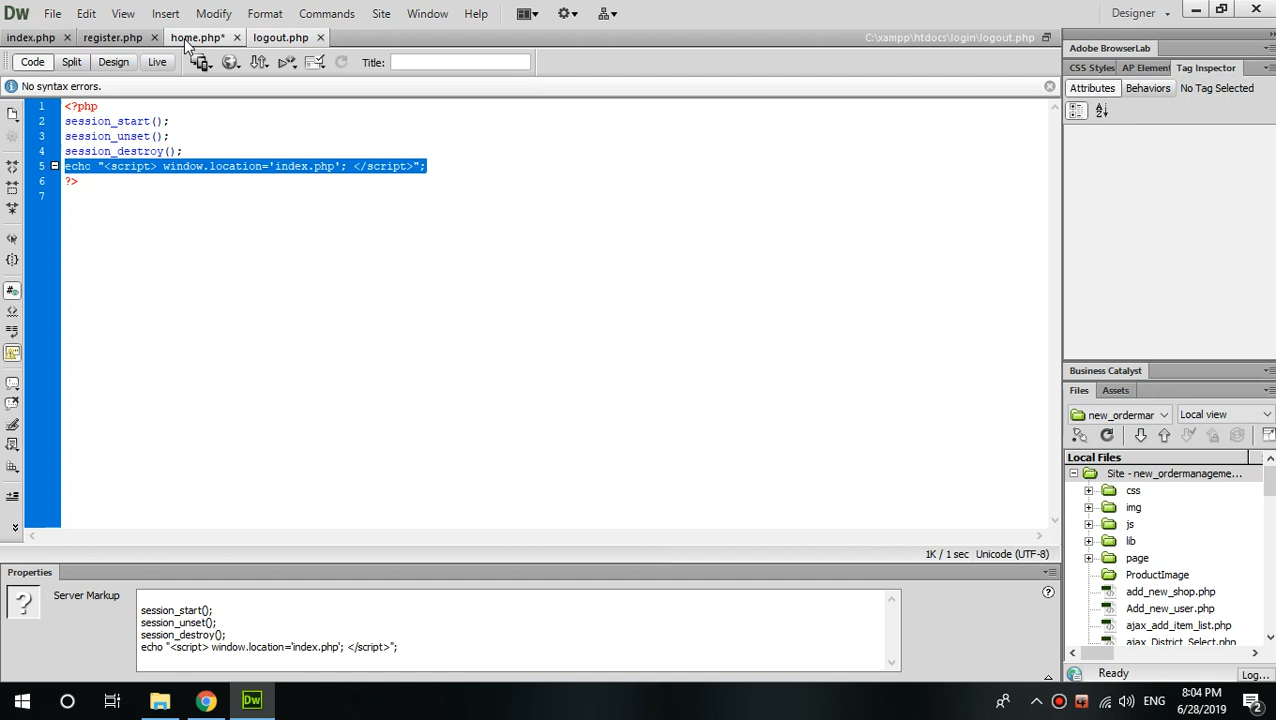 Dw File Edit View Insert Modify Format Commands Site Window Help Designer
index.php register.php home.php* logout.php C:\xampp\htdocs\login\logout.php
Code Split Design Live Title:
No syntax errors.
1 <?php
2 session_start();
3 session_unset();
4 session_destroy();
5 echo "<script> window.location='index.php'; </script>";
6 ?>
7
1K / 1 sec Unicode (UTF-8)
Properties
Server Markup
session_start();
session_unset();
session_destroy();
echo "<script> window.location='index.php'; </script>";
Adobe BrowserLab
CSS Styles AP Element Tag Inspector
Attributes Behaviors No Tag Selected
Business Catalyst
Files Assets
new_ordermar Local view
Local Files
Site - new_ordermanageme...
css
img
js
lib
page
ProductImage
add_new_shop.php
Add_new_user.php
ajax_add_item_list.php
ajax_District_Select.php
Ready Log...
Dw ENG 8:04 PM
6/28/2019 2